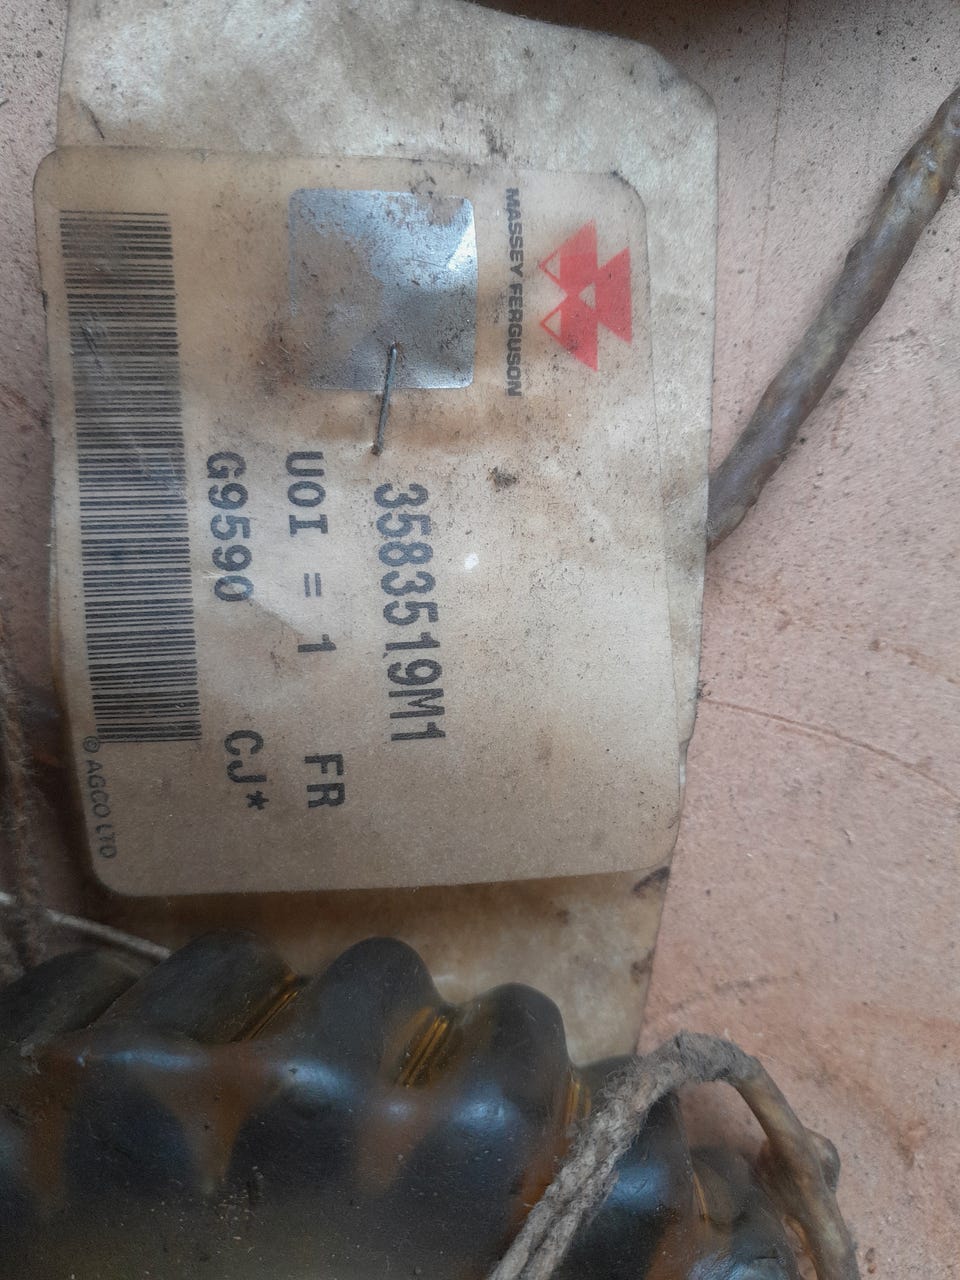 MASSEY FERGUSON
3583519M1
UOI = 1 FR
G9590 CJ*
© AGCO LTD